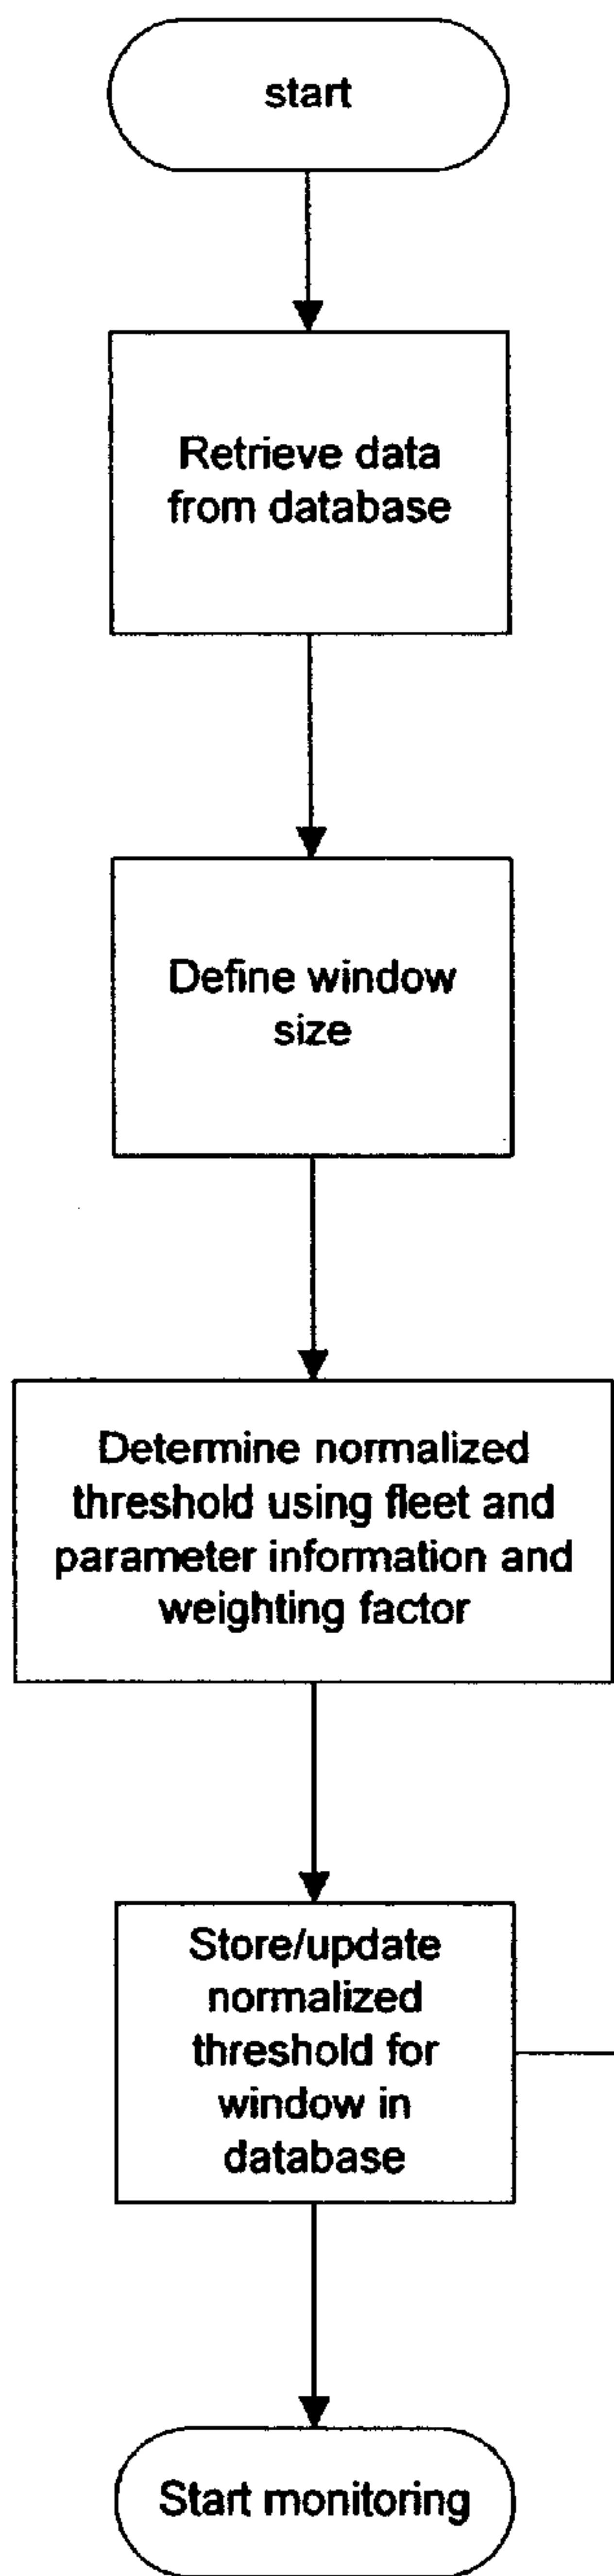 start
Retrieve data
from database
Define window
size
Determine normalized
threshold using fleet and
parameter information and
weighting factor
Store/update
normalized
threshold for
window in
database
Start monitoring